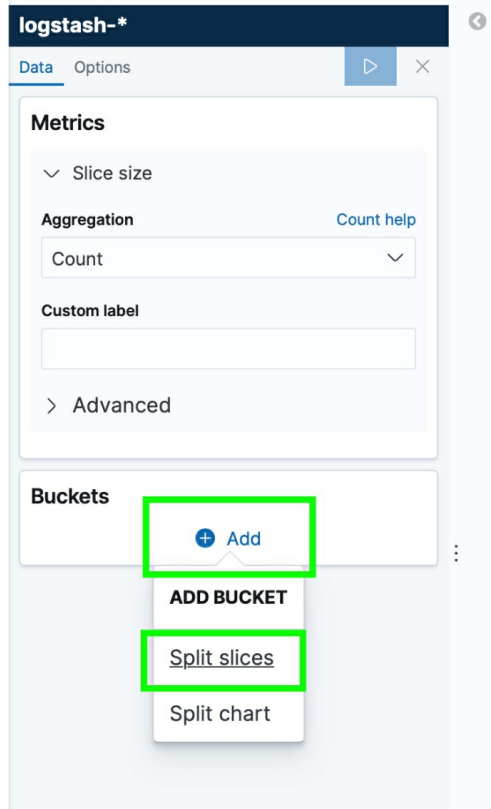 logstash-*
Data Options
Metrics
Slice size
Aggregation Count help
Count
Custom label
Advanced
Buckets
Add
ADD BUCKET
Split slices
Split chart